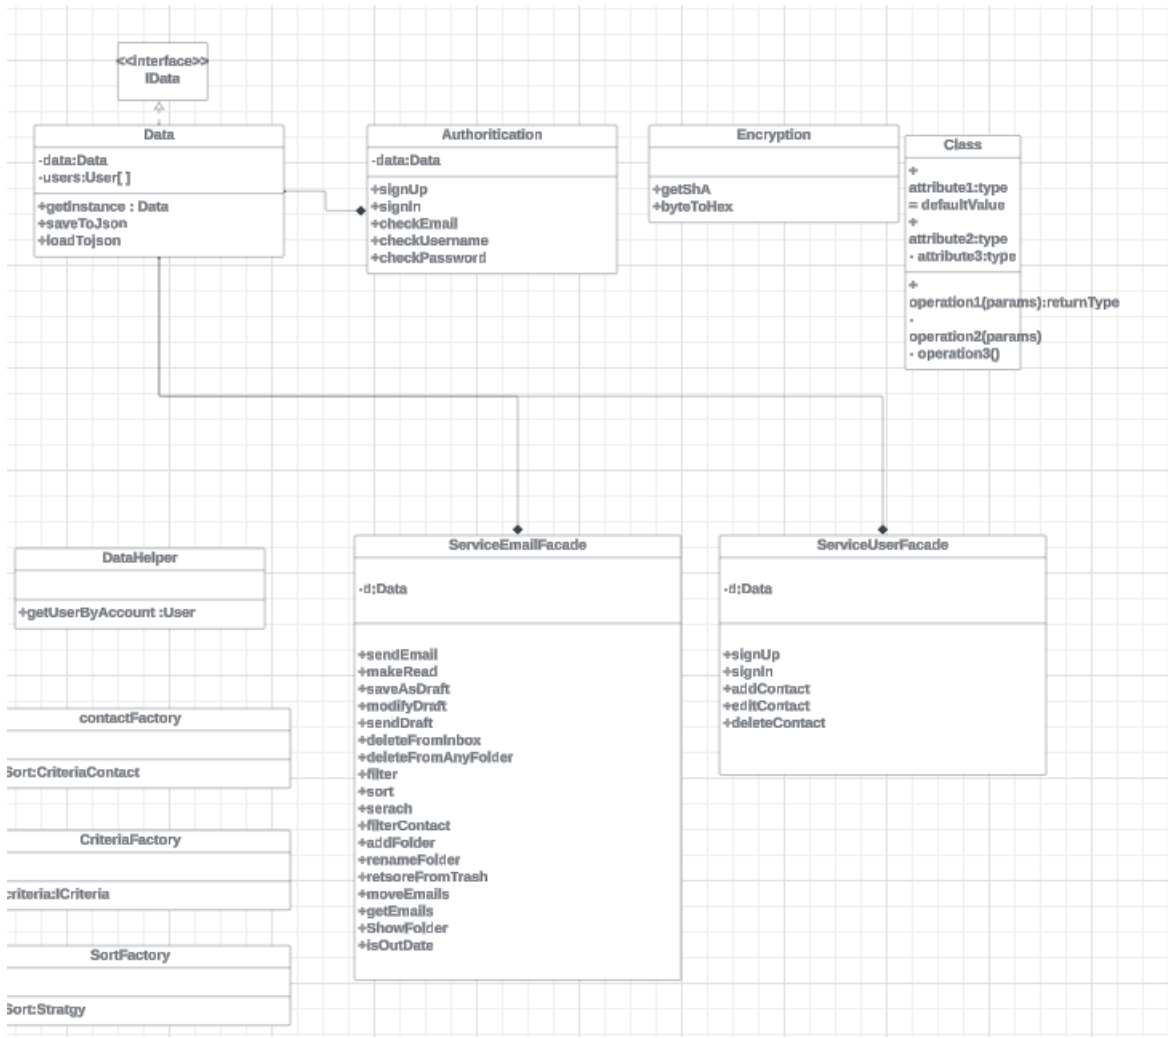 <<interface>>
IData
Data
-data:Data
-users:User[ ]
+getInstance : Data
+saveToJson
+loadTojson
Authoritication
-data:Data
+signUp
+signIn
+checkEmail
+checkUsername
+checkPassword
Encryption
+getShA
+byteToHex
Class
+
attribute1:type
= defaultValue
+
attribute2:type
- attribute3:type
+
operation1(params):returnType
-
operation2(params)
- operation3()
DataHelper
+getUserByAccount :User
ServiceEmailFacade
-d:Data
+sendEmail
+makeRead
+saveAsDraft
+modifyDraft
+sendDraft
+deleteFromInbox
+deleteFromAnyFolder
+filter
+sort
+serach
+filterContact
+addFolder
+renameFolder
+retsoreFromTrash
+moveEmails
+getEmails
+ShowFolder
+isOutDate
ServiceUserFacade
-d:Data
+signUp
+signIn
+addContact
+editContact
+deleteContact
contactFactory
Sort:CriteriaContact
CriteriaFactory
criteria:ICriteria
SortFactory
Sort:Stratgy